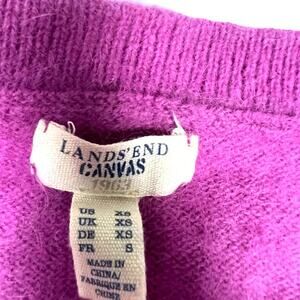 LANDS' END
CANVAS
1963
US XS
UK XS
DE XS
FR S
MADE IN
CHINA/
FABRIQUE EN
CHINE